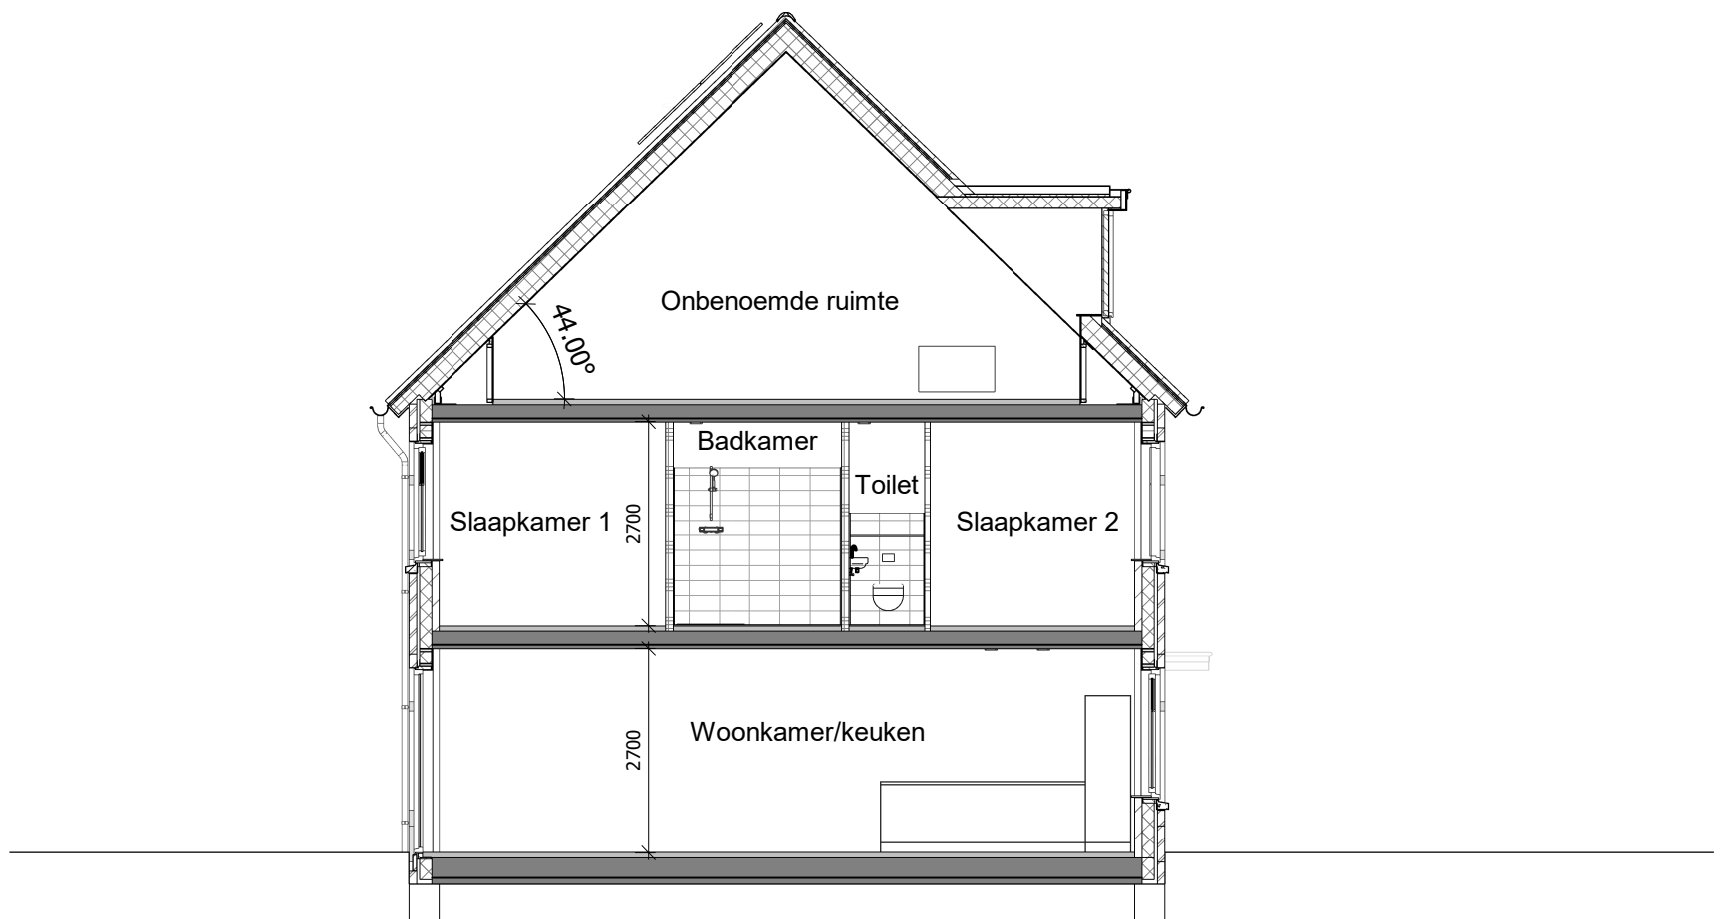 Onbenoemde ruimte
44.00°
Badkamer
Toilet
Slaapkamer 1
2700
Slaapkamer 2
Woonkamer/keuken
2700